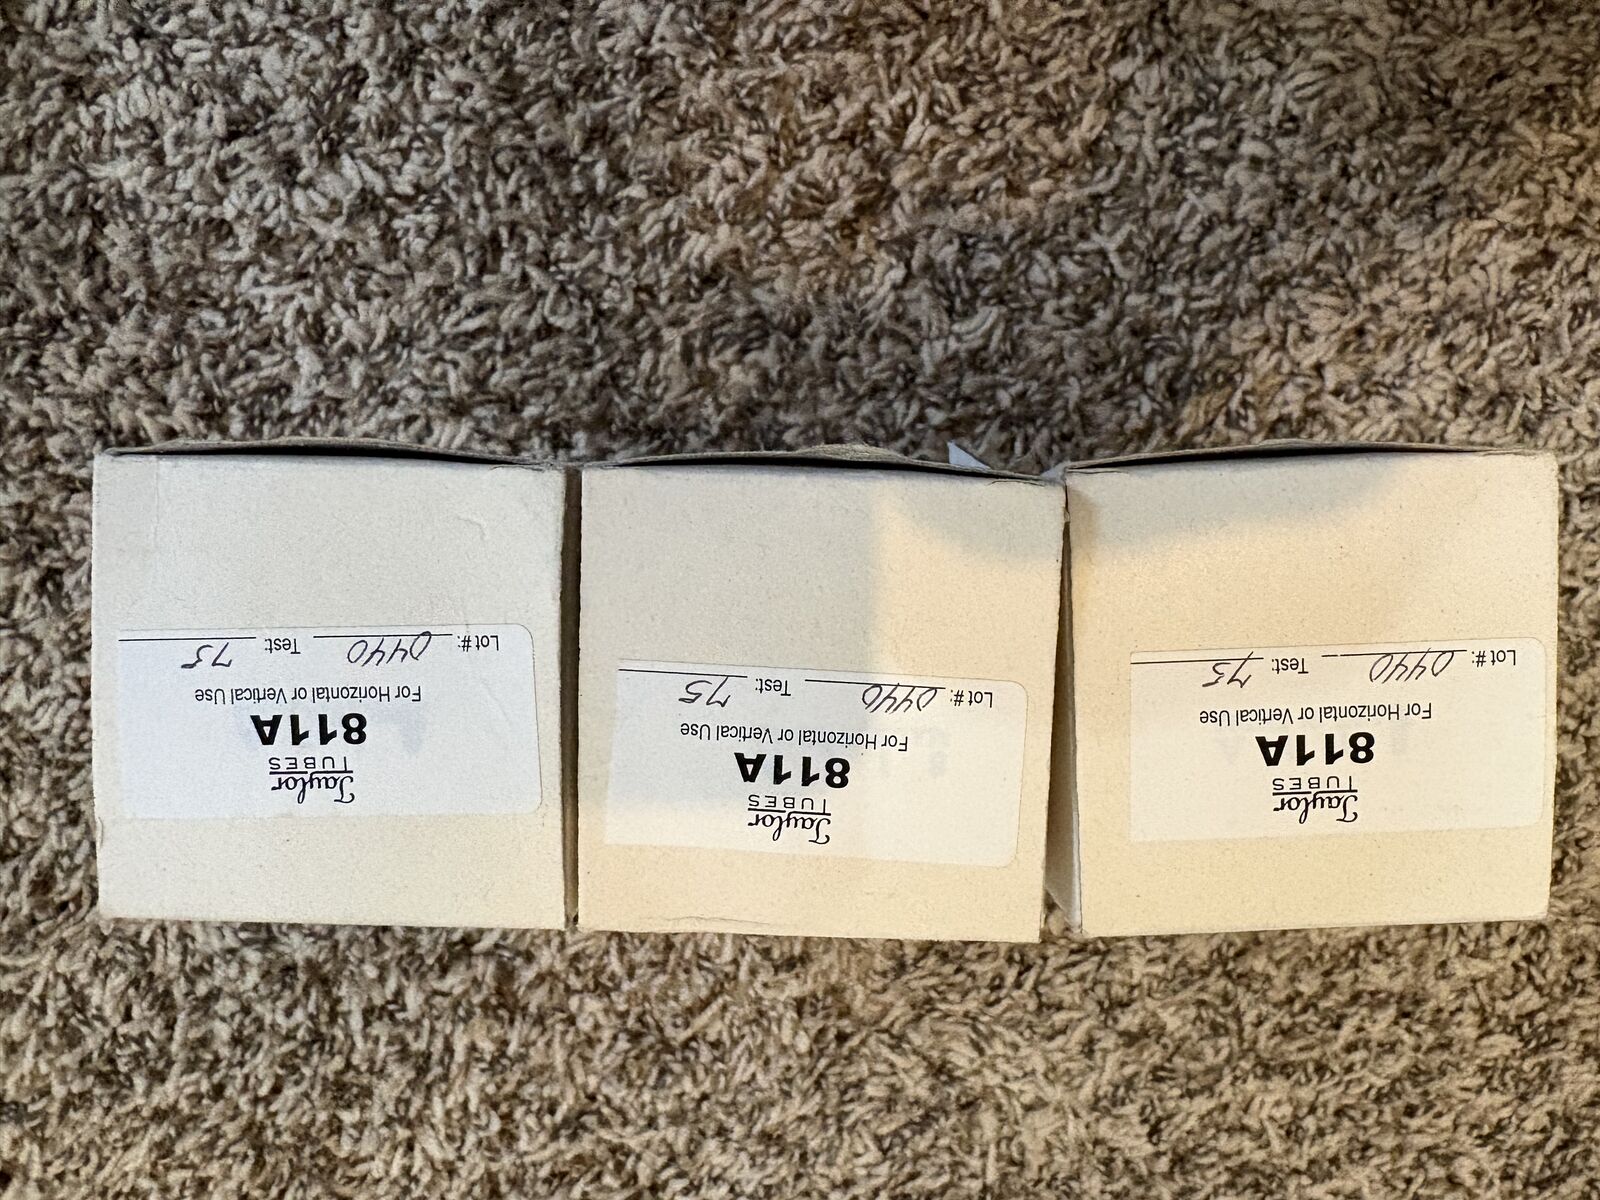 Taylor
TUBES
811A
For Horizontal or Vertical Use
Lot #: 0440 Test: 75
Taylor
TUBES
811A
For Horizontal or Vertical Use
Lot #: 0440 Test: 75
Taylor
TUBES
811A
For Horizontal or Vertical Use
Lot #: 0440 Test: 75